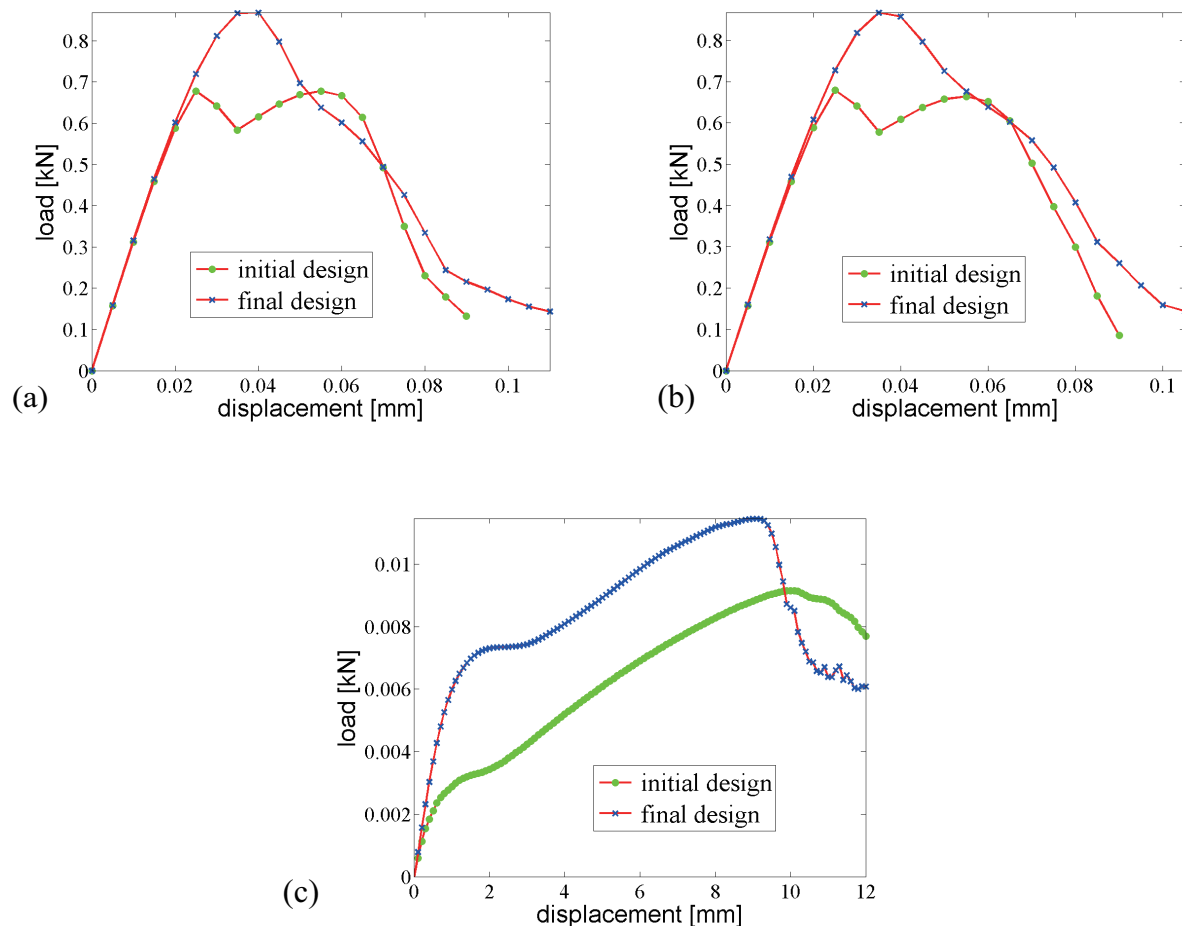 0.8
0.7
0.6
0.5
0.4
0.3
0.2
0.1
0
load [kN]
initial design
final design
0 0.02 0.04 0.06 0.08 0.1
displacement [mm]
(a)
0.8
0.7
0.6
0.5
0.4
0.3
0.2
0.1
0
load [kN]
initial design
final design
0 0.02 0.04 0.06 0.08 0.1
displacement [mm]
(b)
0.01
0.008
0.006
0.004
0.002
0
load [kN]
initial design
final design
0 2 4 6 8 10 12
displacement [mm]
(c)